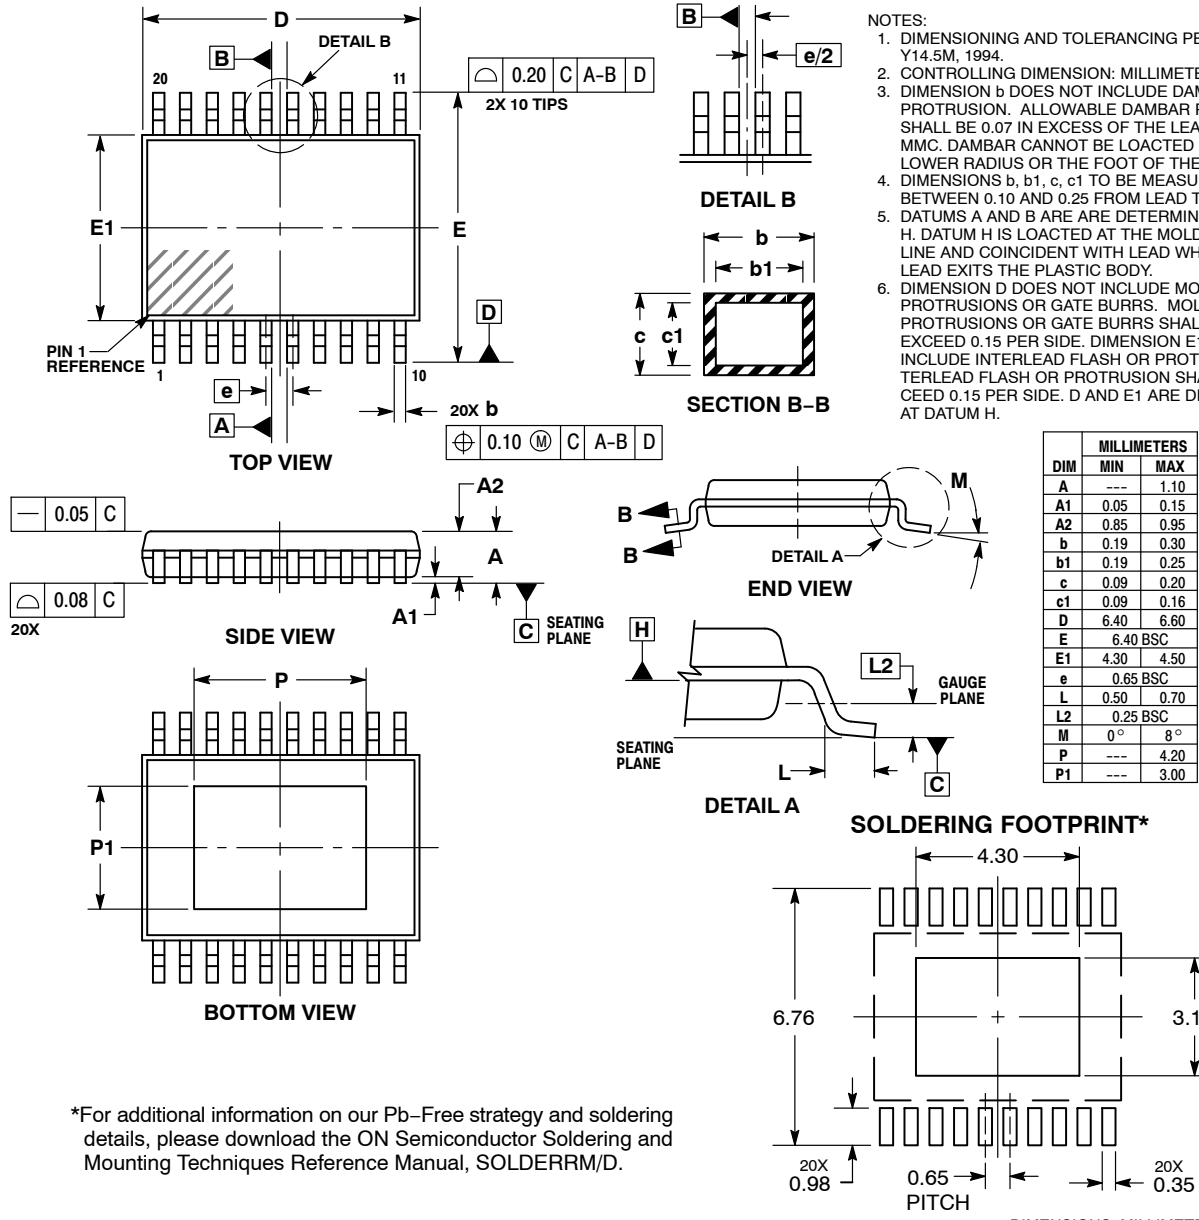 D
B
DETAIL B
20
11
0.20 C A–B D
2X 10 TIPS
E1
E
D
PIN 1
REFERENCE
1
10
e
20X b
A
0.10 M C A–B D
TOP VIEW
B
e/2
DETAIL B
b
b1
c
c1
SECTION B–B
NOTES:
1. DIMENSIONING AND TOLERANCING PE
Y14.5M, 1994.
2. CONTROLLING DIMENSION: MILLIMETE
3. DIMENSION b DOES NOT INCLUDE DAM
PROTRUSION. ALLOWABLE DAMBAR P
SHALL BE 0.07 IN EXCESS OF THE LEA
MMC. DAMBAR CANNOT BE LOACTED
LOWER RADIUS OR THE FOOT OF THE
4. DIMENSIONS b, b1, c, c1 TO BE MEASU
BETWEEN 0.10 AND 0.25 FROM LEAD T
5. DATUMS A AND B ARE ARE DETERMIN
H. DATUM H IS LOACTED AT THE MOLD
LINE AND COINCIDENT WITH LEAD WH
LEAD EXITS THE PLASTIC BODY.
6. DIMENSION D DOES NOT INCLUDE MO
PROTRUSIONS OR GATE BURRS. MOL
PROTRUSIONS OR GATE BURRS SHAL
EXCEED 0.15 PER SIDE. DIMENSION E1
INCLUDE INTERLEAD FLASH OR PROT
TERLEAD FLASH OR PROTRUSION SHA
CEED 0.15 PER SIDE. D AND E1 ARE D
AT DATUM H.
MILLIMETERS
DIM MIN MAX
A --- 1.10
A1 0.05 0.15
A2 0.85 0.95
b 0.19 0.30
b1 0.19 0.25
c 0.09 0.20
c1 0.09 0.16
D 6.40 6.60
E 6.40 BSC
E1 4.30 4.50
e 0.65 BSC
L 0.50 0.70
L2 0.25 BSC
M 0° 8°
P --- 4.20
P1 --- 3.00
0.05 C
A2
A
0.08 C
20X
A1
C SEATING
PLANE
SIDE VIEW
B
B
M
DETAIL A
END VIEW
H
L2
GAUGE
PLANE
SEATING
PLANE
L
C
DETAIL A
P
P1
BOTTOM VIEW
SOLDERING FOOTPRINT*
4.30
6.76
3.1
20X
0.98
0.65
PITCH
20X
0.35
*For additional information on our Pb–Free strategy and soldering
details, please download the ON Semiconductor Soldering and
Mounting Techniques Reference Manual, SOLDERRM/D.